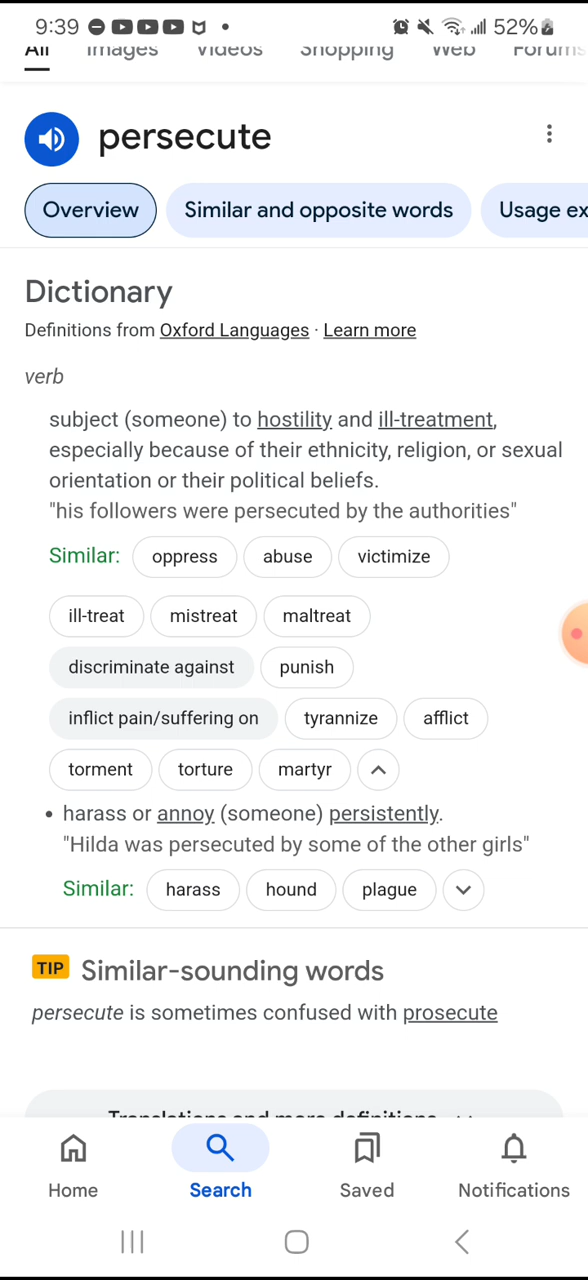 9:39 52%
All Images Videos Shopping Web Forums
persecute
Overview Similar and opposite words Usage ex
Dictionary
Definitions from Oxford Languages · Learn more
verb
subject (someone) to hostility and ill-treatment,
especially because of their ethnicity, religion, or sexual
orientation or their political beliefs.
"his followers were persecuted by the authorities"
Similar: oppress abuse victimize
ill-treat mistreat maltreat
discriminate against punish
inflict pain/suffering on tyrannize afflict
torment torture martyr
• harass or annoy (someone) persistently.
"Hilda was persecuted by some of the other girls"
Similar: harass hound plague
TIP Similar-sounding words
persecute is sometimes confused with prosecute
Translations and more definitions
Home Search Saved Notifications